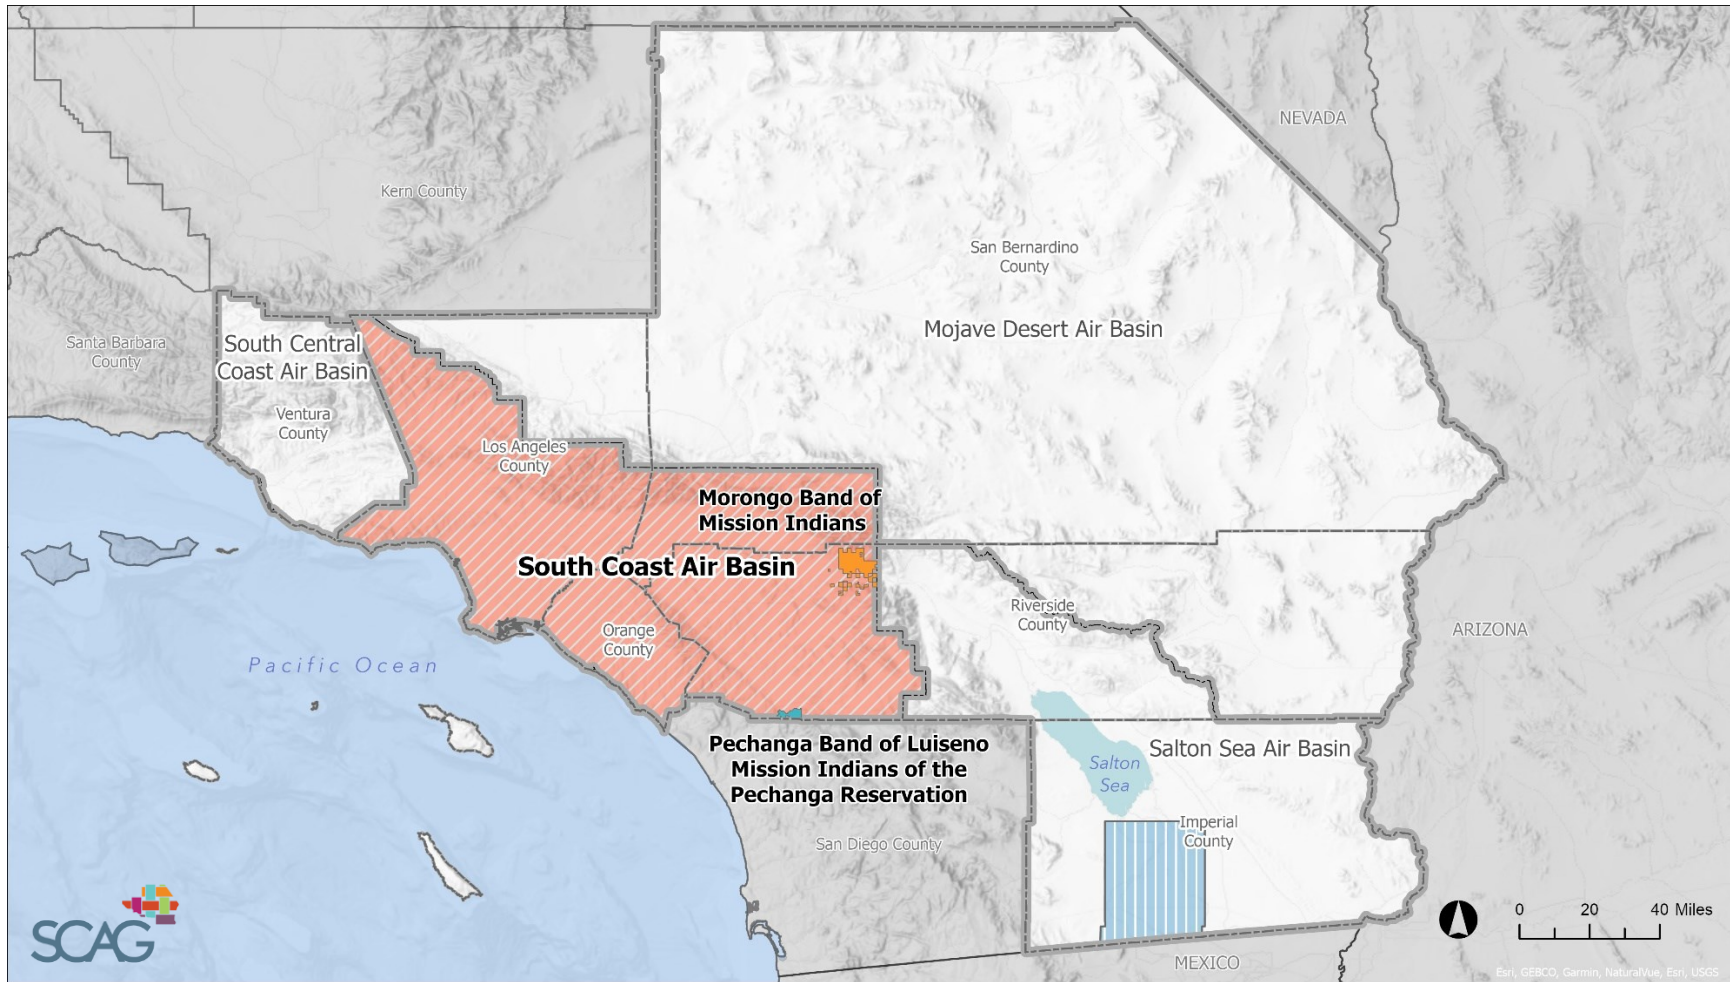 NEVADA
Kern County
San Bernardino
County
Mojave Desert Air Basin
Santa Barbara
County
South Central
Coast Air Basin
Ventura
County
Los Angeles
County
Morongo Band of
Mission Indians
South Coast Air Basin
Riverside
County
Orange
County
ARIZONA
Pacific Ocean
Pechanga Band of Luiseno
Mission Indians of the
Pechanga Reservation
Salton Sea Air Basin
Salton
Sea
Imperial
County
San Diego County
SCAG
0 20 40 Miles
MEXICO
Esri, GEBCO, Garmin, NaturalVue, Esri, USGS